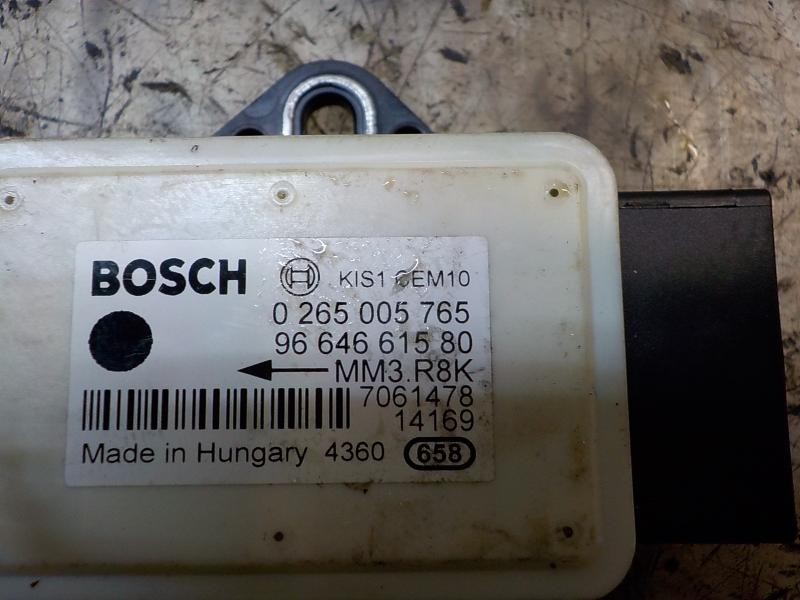 BOSCH KIS1 CEM10
0 265 005 765
96 646 615 80
MM3.R8K
7061478
14169
Made in Hungary 4360 658